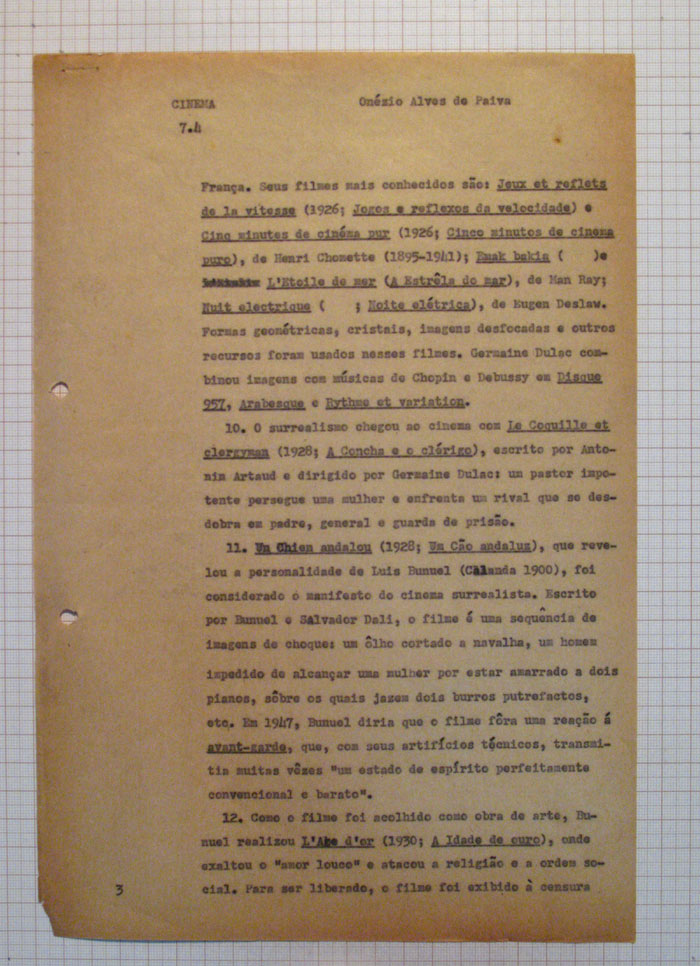 CINEMA
Onézio Alves de Paiva
7.4
França. Seus filmes mais conhecidos são: Jeux et reflets
de la vitesse (1926; Jogos e reflexos da velocidade) e
Cinq minutes de cinéma pur (1926; Cinco minutos de cinema
puro), de Henri Chomette (1895-1941); Emak bakia (     )e
L'Etoile de mer (A Estrêla do mar), de Man Ray;
Nuit electrique (    ; Noite elétrica), de Eugen Deslaw.
Formas geométricas, cristais, imagens desfocadas e outros
recursos foram usados nesses filmes. Germaine Dulac com-
binou imagens com músicas de Chopin e Debussy em Disque
957, Arabesque e Rythme et variation.
10. O surrealismo chegou ao cinema com Le Coquille et
clergyman (1928; A Concha e o clérigo), escrito por Anto-
nim Artaud e dirigido por Germaine Dulac: um pastor impo-
tente persegue uma mulher e enfrenta um rival que se des-
dobra em padre, general e guarda de prisão.
11. Un Chien andalou (1928; Um Cão andaluz), que reve-
lou a personalidade de Luis Bunuel (Calanda 1900), foi
considerado o manifesto do cinema surrealista. Escrito
por Bunuel e Salvador Dali, o filme é uma sequência de
imagens de choque: um ôlho cortado a navalha, um homem
impedido de alcançar uma mulher por estar amarrado a dois
pianos, sôbre os quais jazem dois burros putrefactos,
etc. Em 1947, Bunuel diria que o filme fôra uma reação á
avant-garde, que, com seus artifícios técnicos, transmi-
tia muitas vêzes "um estado de espírito perfeitamente
convencional e barato".
12. Como o filme foi acolhido como obra de arte, Bu-
nuel realizou L'Age d'or (1930; A Idade de ouro), onde
exaltou o "amor louco" e atacou a religião e a ordem so-
cial. Para ser liberado, o filme foi exibido à censura
3